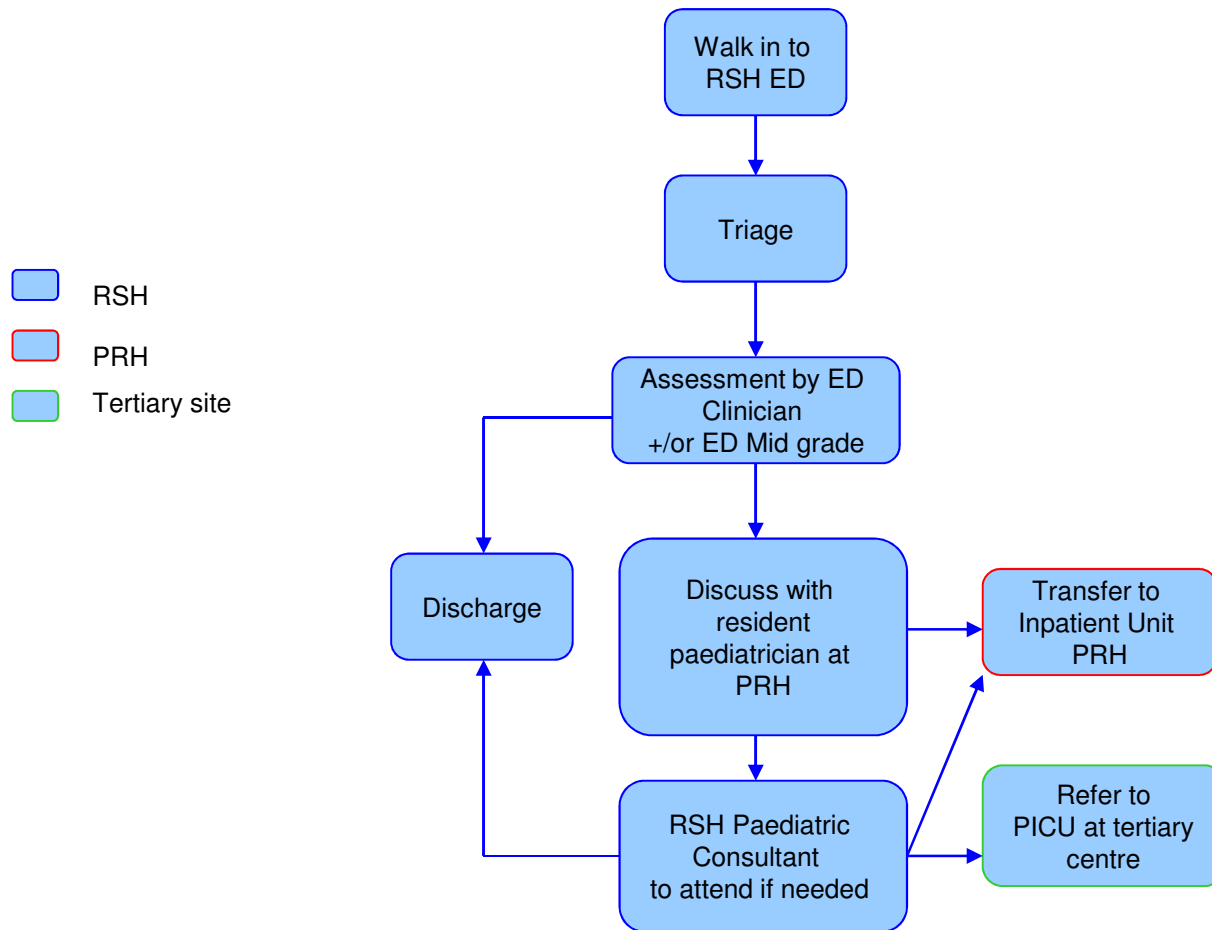 Walk in to
RSH ED
Triage
RSH
PRH
Tertiary site
Assessment by ED
Clinician
+/or ED Mid grade
Discharge
Discuss with
resident
paediatrician at
PRH
Transfer to
Inpatient Unit
PRH
RSH Paediatric
Consultant
to attend if needed
Refer to
PICU at tertiary
centre